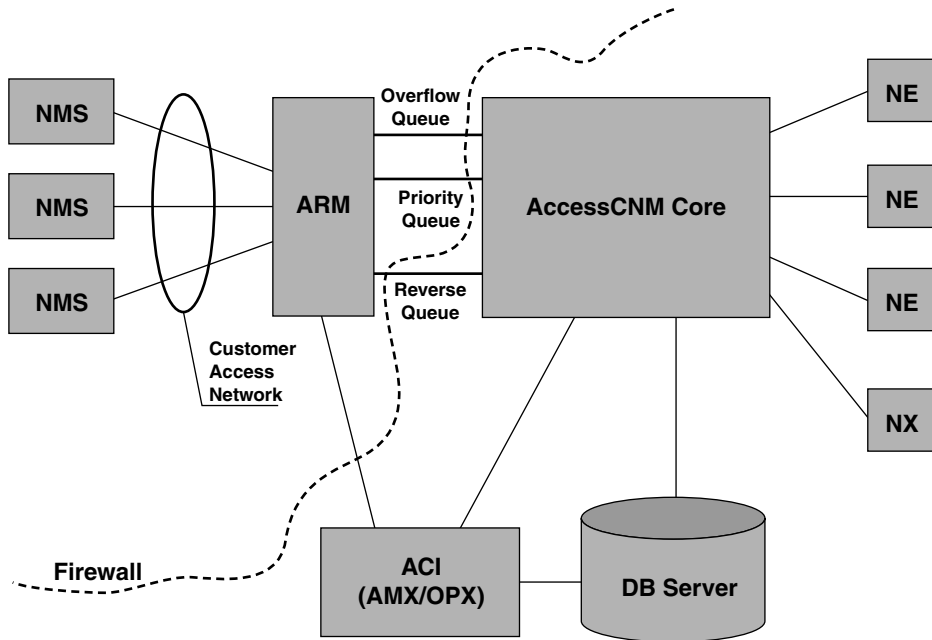 NMS
NMS
NMS
ARM
Overflow
Queue
Priority
Queue
Reverse
Queue
AccessCNM Core
NE
NE
NE
NX
Customer
Access
Network
Firewall
ACI
(AMX/OPX)
DB Server